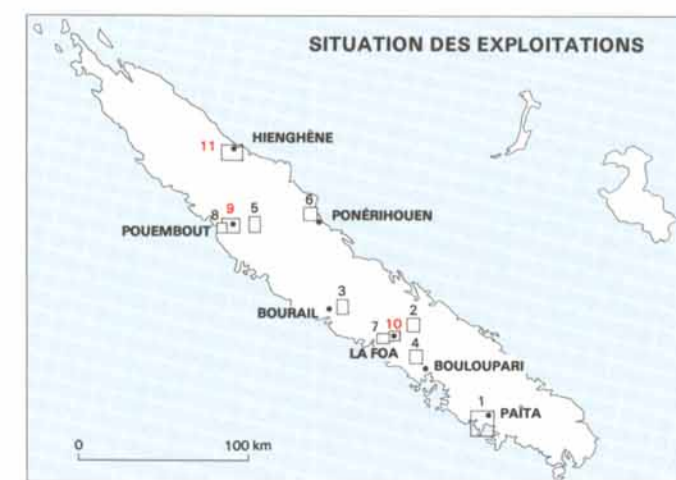 SITUATION DES EXPLOITATIONS
11
HIENGHÈNE
6
8 9 5
PONÉRIHOUEN
POUEMBOUT
3
BOURAIL
2
10
7
LA FOA
4
BOULOUPARI
1
PAÏTA
0 100 km